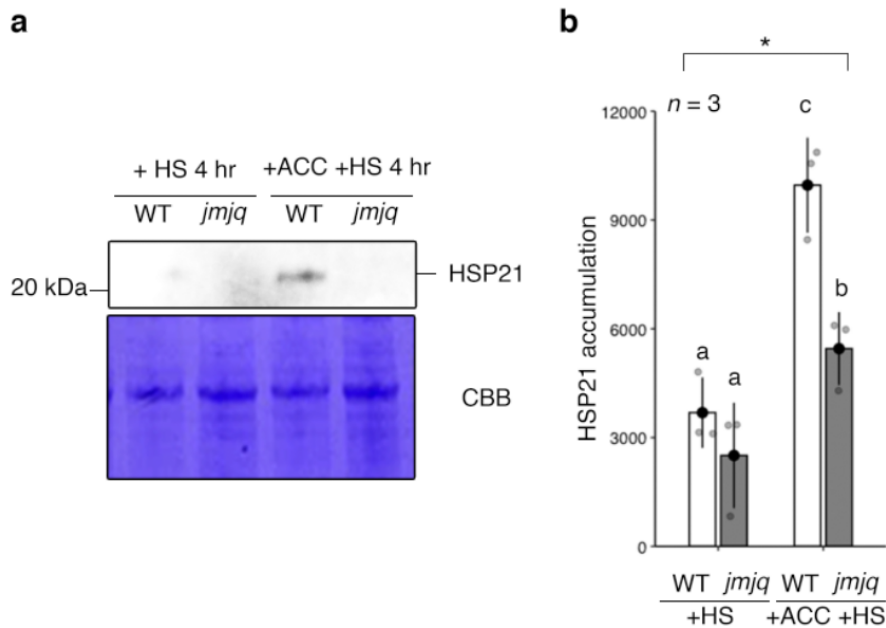 a
+ HS 4 hr
+ACC +HS 4 hr
WT
jmjq
WT
jmjq
20 kDa
HSP21
CBB
b
*
n = 3
12000
9000
6000
3000
0
HSP21 accumulation
a
a
c
b
WT jmjq WT jmjq
+HS +ACC +HS